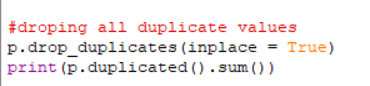 #droping all duplicate values
p.drop_duplicates(inplace = True)
print(p.duplicated().sum())